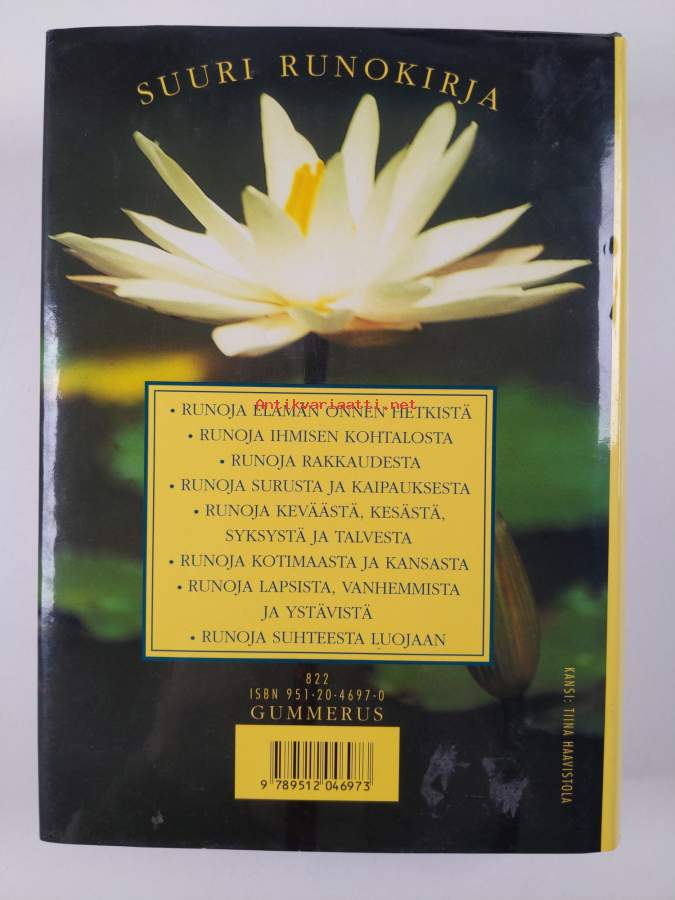 SUURI RUNOKIRJA
• RUNOJA ELÄMÄN ONNEN HETKISTÄ
Antikvariaatti.net
• RUNOJA IHMISEN KOHTALOSTA
• RUNOJA RAKKAUDESTA
• RUNOJA SURUSTA JA KAIPAUKSESTA
• RUNOJA KEVÄÄSTÄ, KESÄSTÄ,
SYKSYSTÄ JA TALVESTA
• RUNOJA KOTIMAASTA JA KANSASTA
• RUNOJA LAPSISTA, VANHEMMISTA
JA YSTÄVISTÄ
• RUNOJA SUHTEESTA LUOJAAN
822
ISBN 951-20-4697-0
GUMMERUS
9 789512 046973
KANSI: TIINA HAAVISTOLA